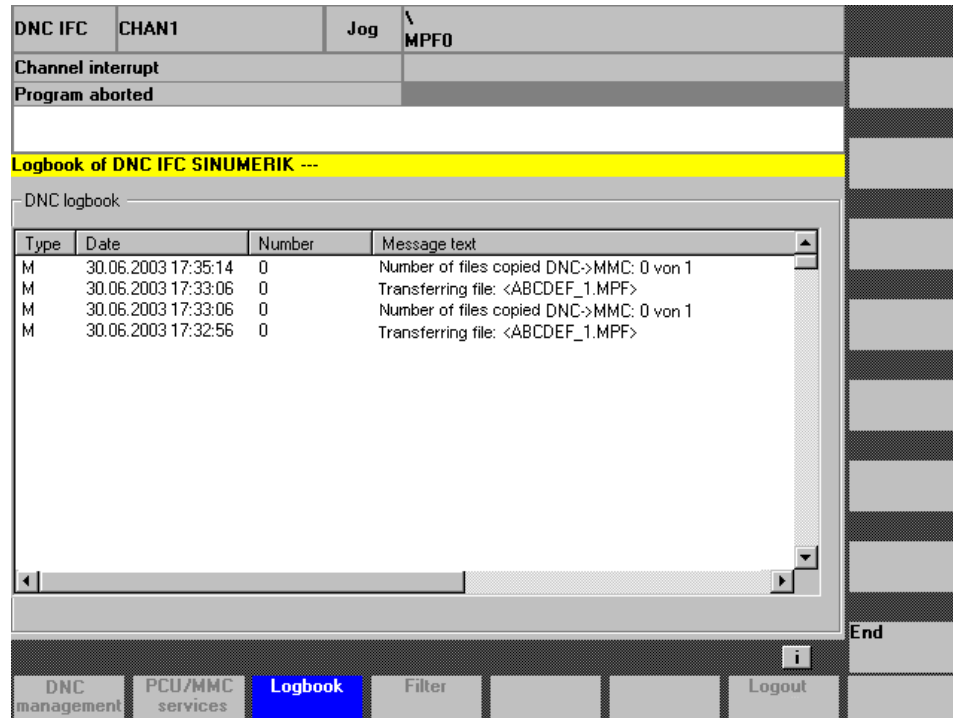 DNC IFC CHAN1 Jog \
MPF0
Channel interrupt
Program aborted
Logbook of DNC IFC SINUMERIK ---
DNC logbook
Type Date Number Message text
M 30.06.2003 17:35:14 0 Number of files copied DNC->MMC: 0 von 1
M 30.06.2003 17:33:06 0 Transferring file: <ABCDEF_1.MPF>
M 30.06.2003 17:33:06 0 Number of files copied DNC->MMC: 0 von 1
M 30.06.2003 17:32:56 0 Transferring file: <ABCDEF_1.MPF>
End
i
DNC management PCU/MMC services Logbook Filter Logout